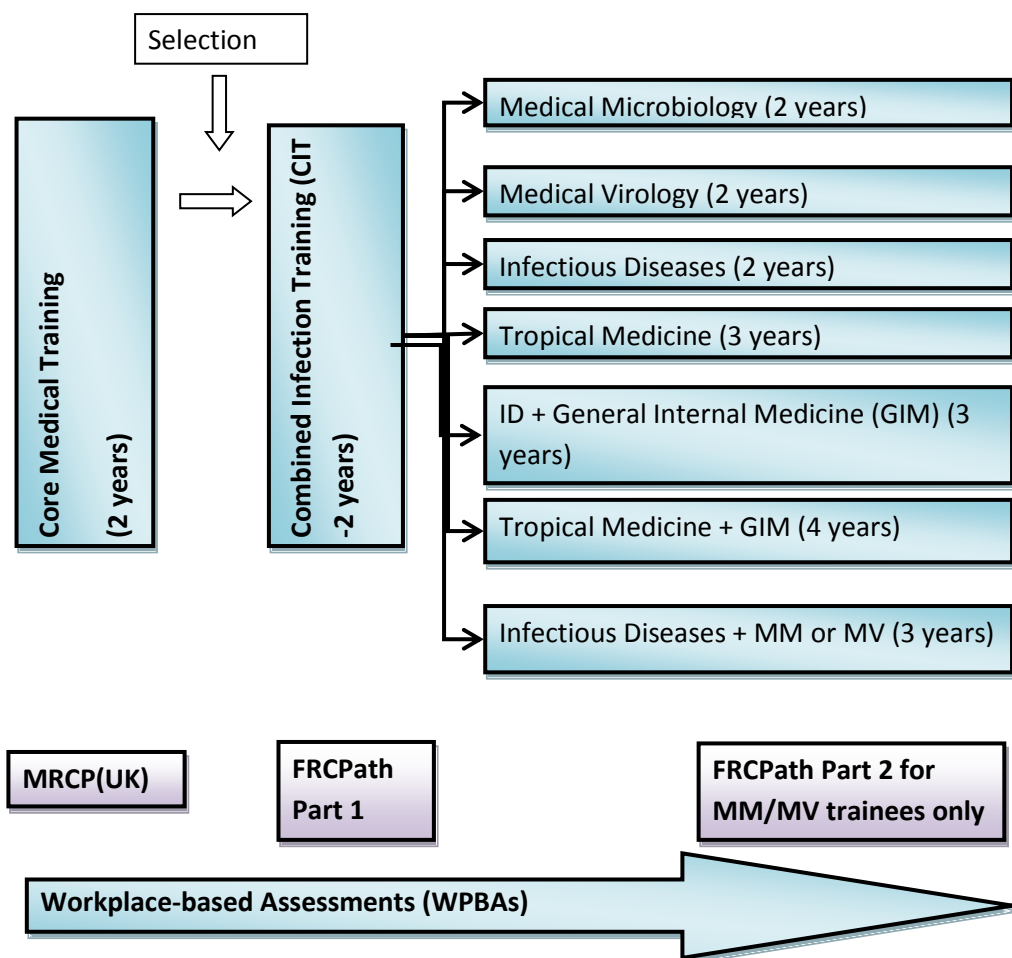 Selection
Core Medical Training
(2 years)
Combined Infection Training (CIT
-2 years)
Medical Microbiology (2 years)
Medical Virology (2 years)
Infectious Diseases (2 years)
Tropical Medicine (3 years)
ID + General Internal Medicine (GIM) (3
years)
Tropical Medicine + GIM (4 years)
Infectious Diseases + MM or MV (3 years)
MRCP(UK)
FRCPath
Part 1
FRCPath Part 2 for
MM/MV trainees only
Workplace-based Assessments (WPBAs)